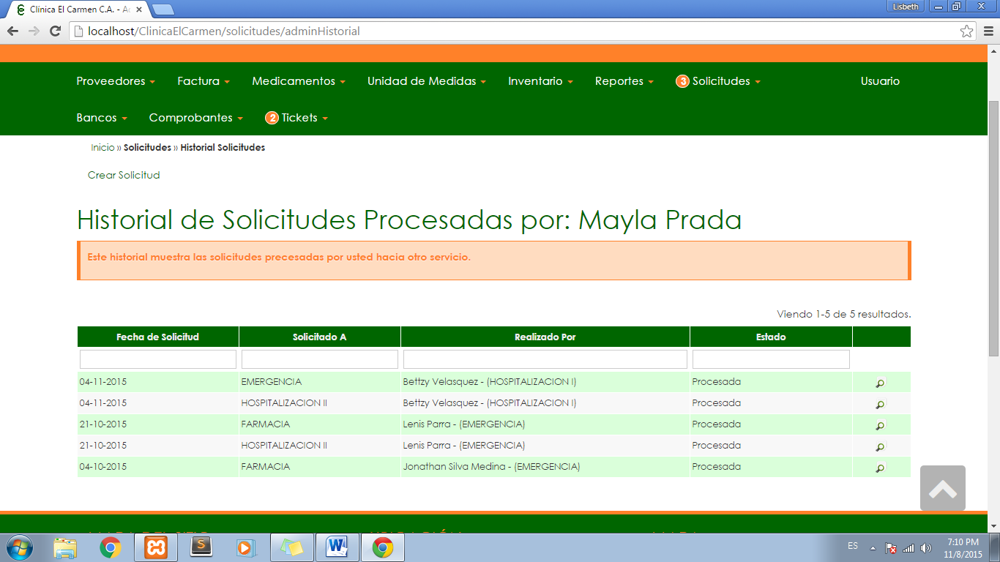 Clínica El Carmen C.A. - A
Lisbeth
localhost/ClinicaElCarmen/solicitudes/adminHistorial
Proveedores Factura Medicamentos Unidad de Medidas Inventario Reportes 3 Solicitudes Usuario
Bancos Comprobantes 2 Tickets
Inicio » Solicitudes » Historial Solicitudes
Crear Solicitud
Historial de Solicitudes Procesadas por: Mayla Prada
Este historial muestra las solicitudes precesadas por usted hacia otro servicio.
Viendo 1-5 de 5 resultados.
Fecha de Solicitud Solicitado A Realizado Por Estado
04-11-2015 EMERGENCIA Bettzy Velasquez - (HOSPITALIZACION I) Procesada
04-11-2015 HOSPITALIZACION II Bettzy Velasquez - (HOSPITALIZACION I) Procesada
21-10-2015 FARMACIA Lenis Parra - (EMERGENCIA) Procesada
21-10-2015 HOSPITALIZACION II Lenis Parra - (EMERGENCIA) Procesada
04-10-2015 FARMACIA Jonathan Silva Medina - (EMERGENCIA) Procesada
ES
7:10 PM
11/8/2015